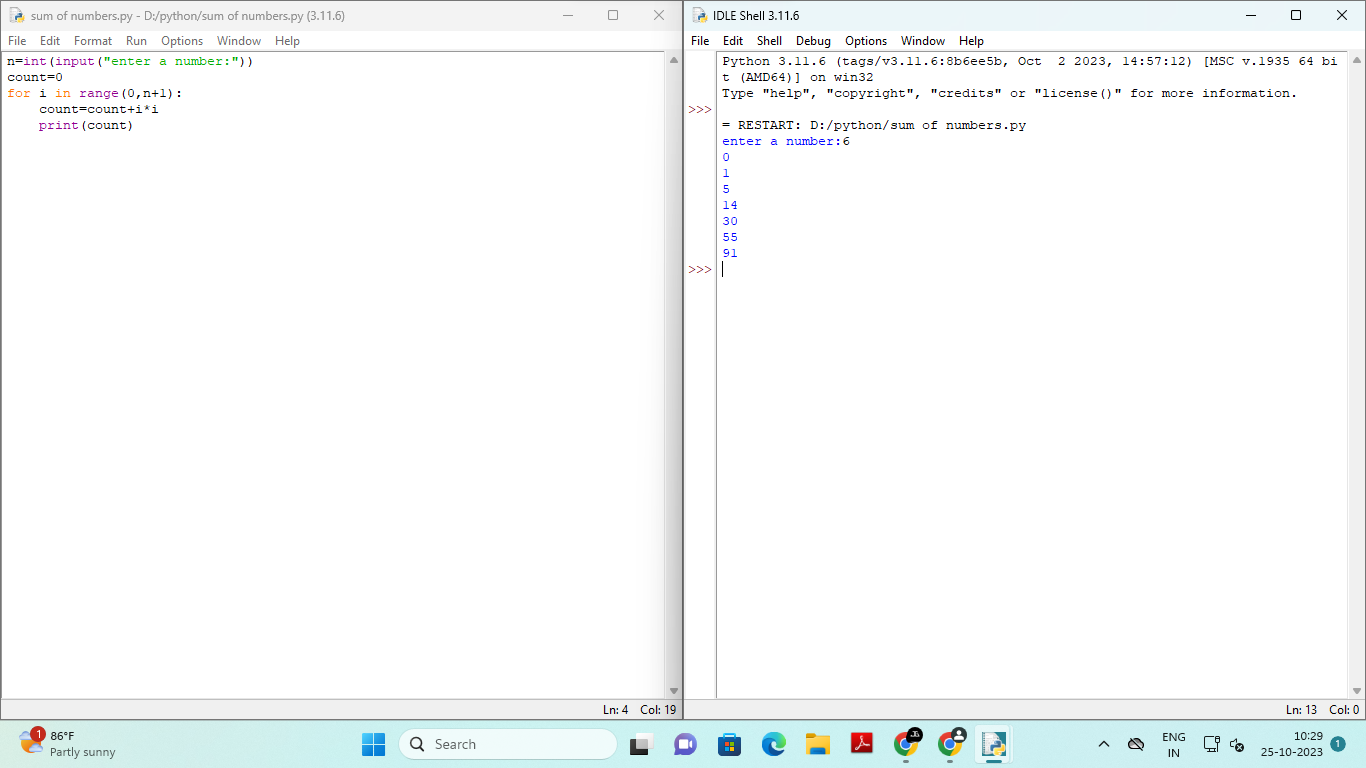 sum of numbers.py - D:/python/sum of numbers.py (3.11.6)
File Edit Format Run Options Window Help
n=int(input("enter a number:"))
count=0
for i in range(0,n+1):
    count=count+i*i
    print(count)
Ln: 4 Col: 19
IDLE Shell 3.11.6
File Edit Shell Debug Options Window Help
Python 3.11.6 (tags/v3.11.6:8b6ee5b, Oct  2 2023, 14:57:12) [MSC v.1935 64 bi
t (AMD64)] on win32
Type "help", "copyright", "credits" or "license()" for more information.
>>>
= RESTART: D:/python/sum of numbers.py
enter a number:6
0
1
5
14
30
55
91
>>>
Ln: 13 Col: 0
1
86°F
Partly sunny
Search
JG
ENG
IN
10:29
25-10-2023
1